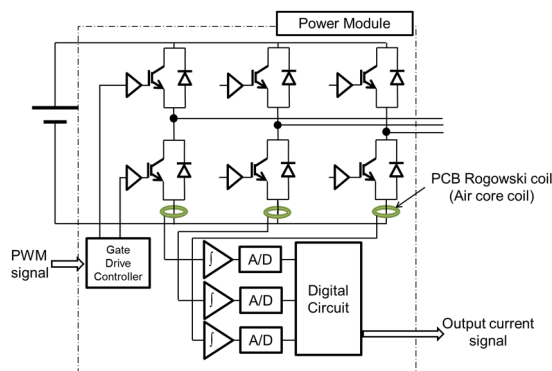 Power Module
PCB Rogowski coil
(Air core coil)
PWM
signal
Gate
Drive
Controller
∫
A/D
∫
A/D
∫
A/D
Digital
Circuit
Output current
signal